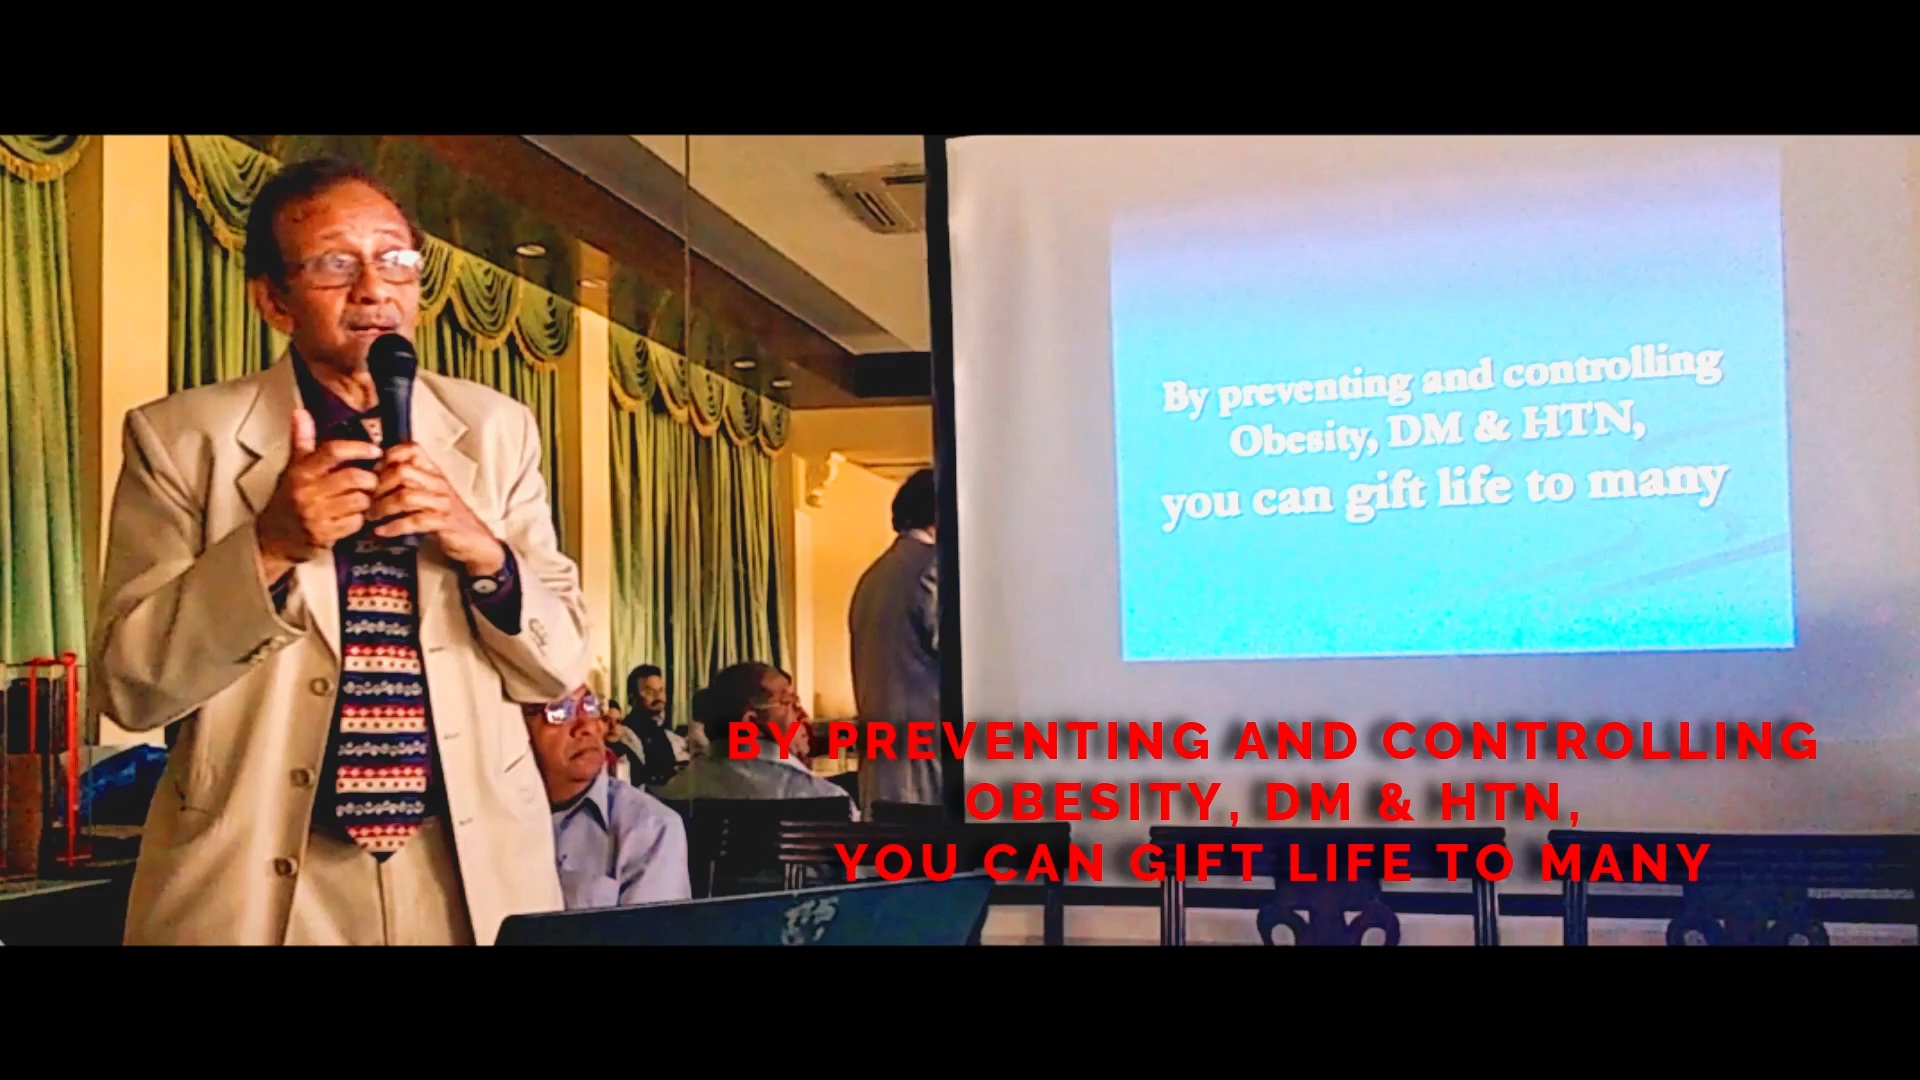 By preventing and controlling
Obesity, DM & HTN,
you can gift life to many
BY PREVENTING AND CONTROLLING
OBESITY, DM & HTN,
YOU CAN GIFT LIFE TO MANY